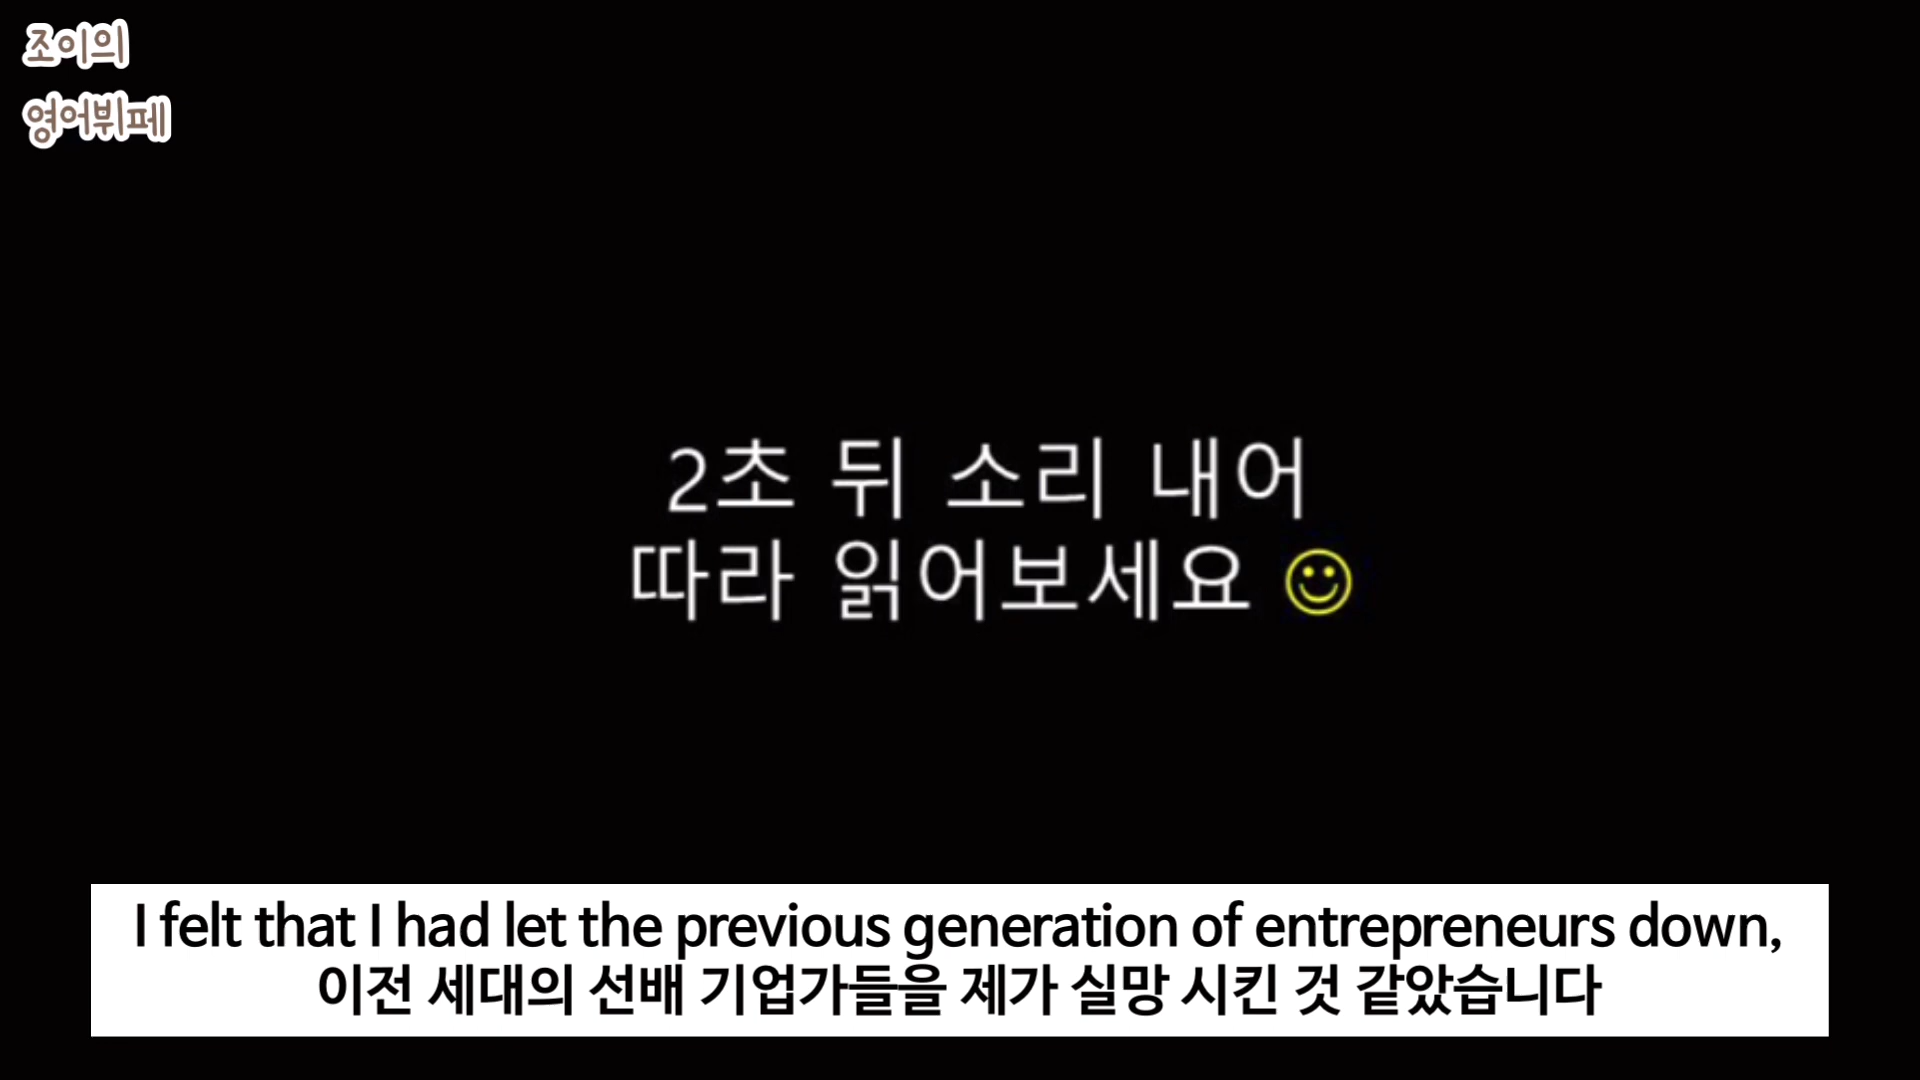 조이의
영어뷔페
2초 뒤 소리 내어
따라 읽어보세요
I felt that I had let the previous generation of entrepreneurs down,
이전 세대의 선배 기업가들을 제가 실망 시킨 것 같았습니다